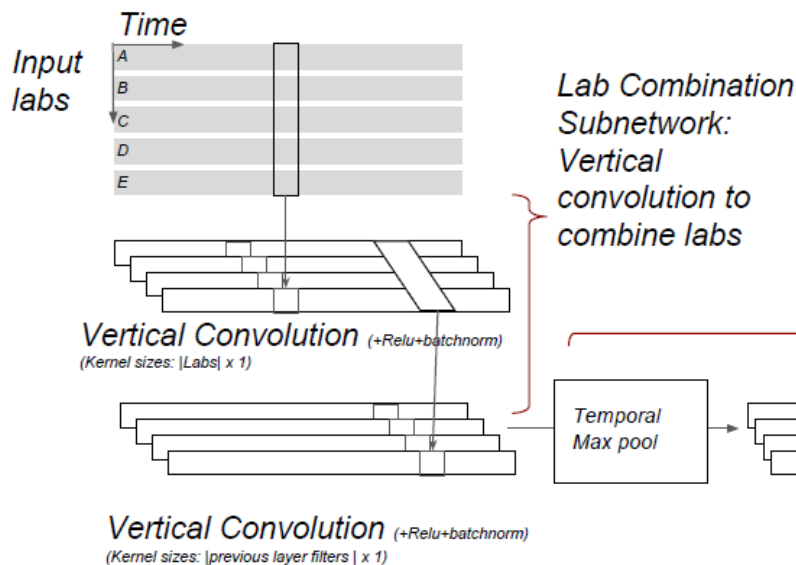 Time
Input
labs
A
B
C
D
E
Lab Combination
Subnetwork:
Vertical
convolution to
combine labs
Vertical Convolution (+Relu+batchnorm)
(Kernel sizes: |Labs| x 1)
Temporal
Max pool
Vertical Convolution (+Relu+batchnorm)
(Kernel sizes: |previous layer filters | x 1)